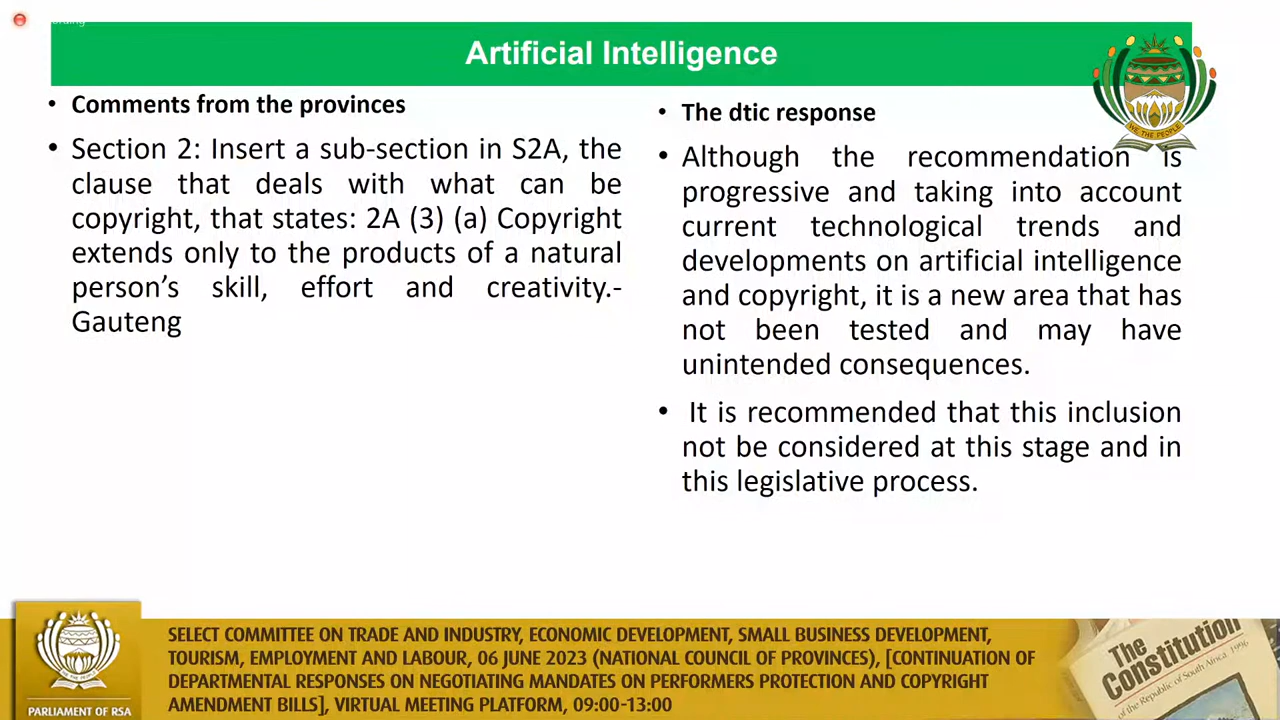 Artificial Intelligence
• Comments from the provinces
• Section 2: Insert a sub-section in S2A, the
clause that deals with what can be
copyright, that states: 2A (3) (a) Copyright
extends only to the products of a natural
person's skill, effort and creativity.-
Gauteng
• The dtic response
• Although the recommendation is
progressive and taking into account
current technological trends and
developments on artificial intelligence
and copyright, it is a new area that has
not been tested and may have
unintended consequences.
• It is recommended that this inclusion
not be considered at this stage and in
this legislative process.
WE THE PEOPLE
PARLIAMENT OF RSA
SELECT COMMITTEE ON TRADE AND INDUSTRY, ECONOMIC DEVELOPMENT, SMALL BUSINESS DEVELOPMENT,
TOURISM, EMPLOYMENT AND LABOUR, 06 JUNE 2023 (NATIONAL COUNCIL OF PROVINCES), [CONTINUATION OF
DEPARTMENTAL RESPONSES ON NEGOTIATING MANDATES ON PERFORMERS PROTECTION AND COPYRIGHT
AMENDMENT BILLS], VIRTUAL MEETING PLATFORM, 09:00-13:00
The
Constitution
of the Republic of South Africa, 1996